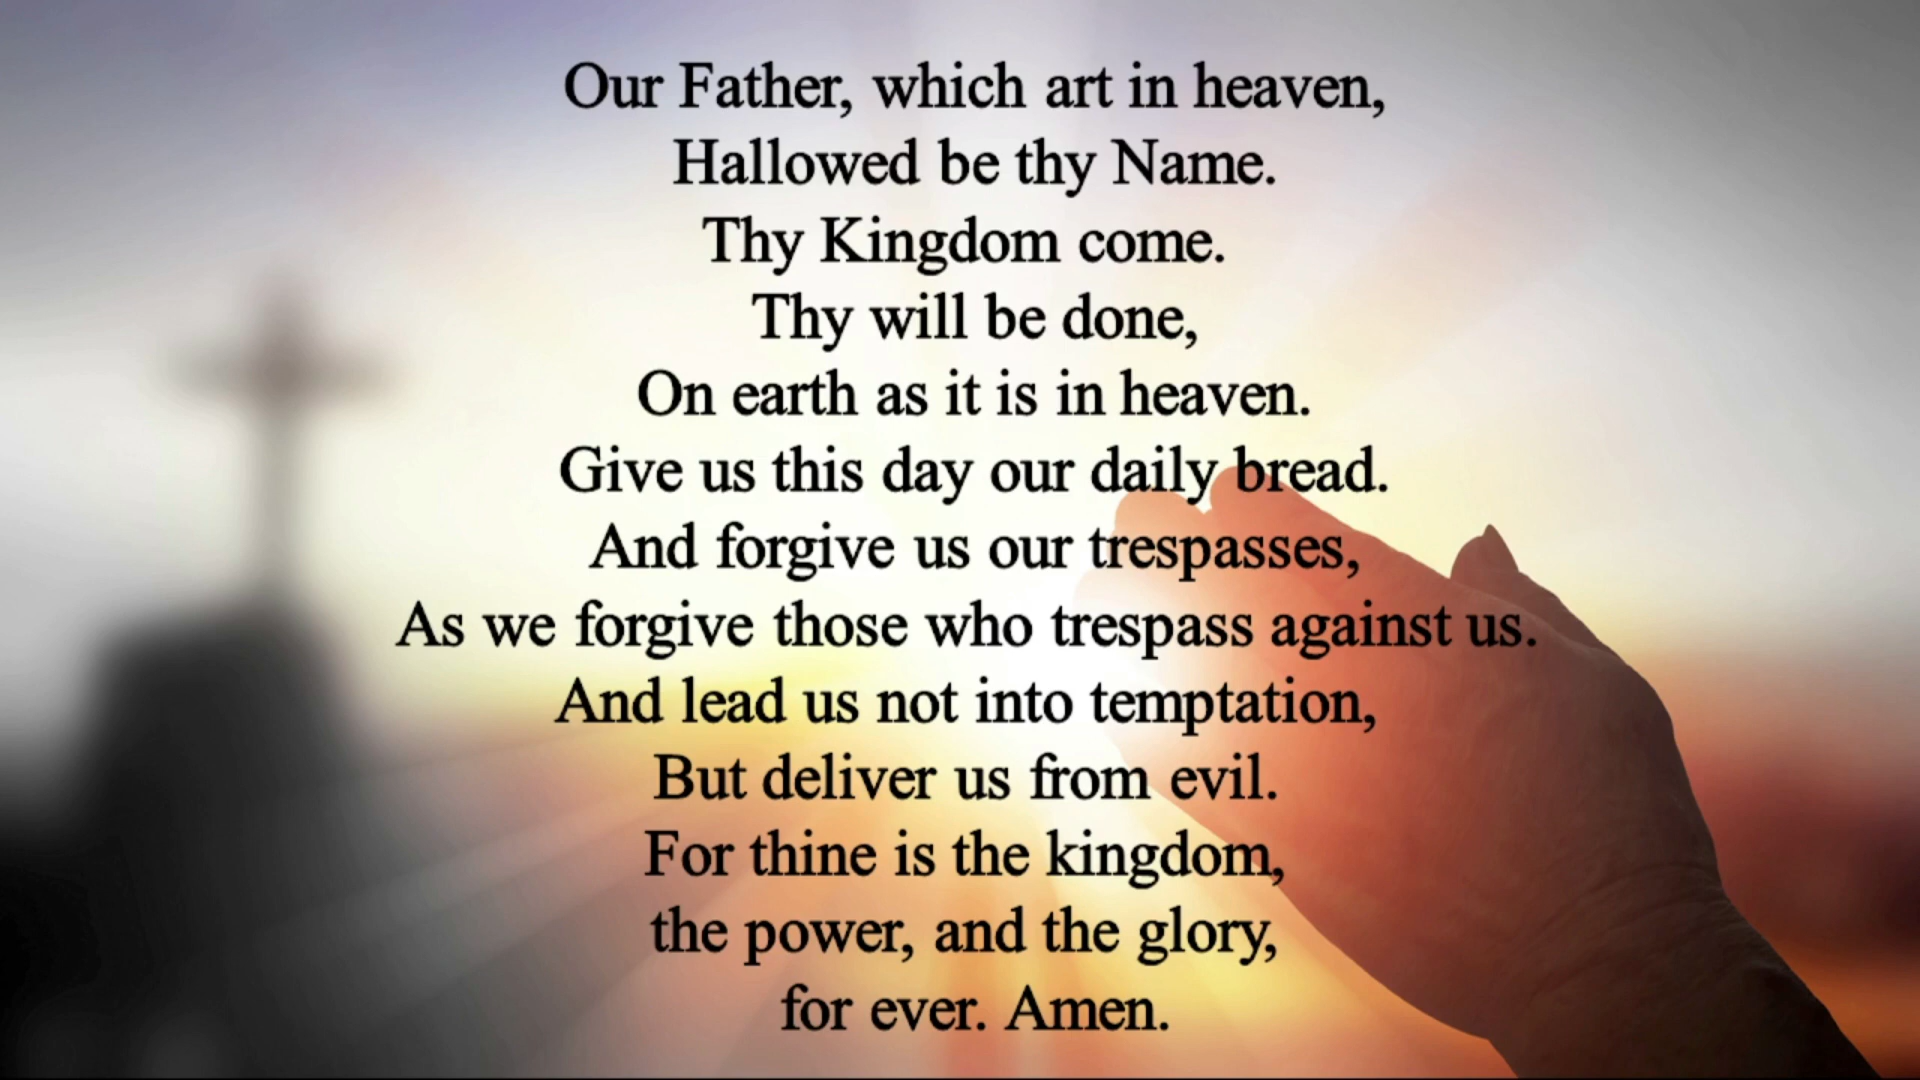 Our Father, which art in heaven,
Hallowed be thy Name.
Thy Kingdom come.
Thy will be done,
On earth as it is in heaven.
Give us this day our daily bread.
And forgive us our trespasses,
As we forgive those who trespass against us.
And lead us not into temptation,
But deliver us from evil.
For thine is the kingdom,
the power, and the glory,
for ever. Amen.